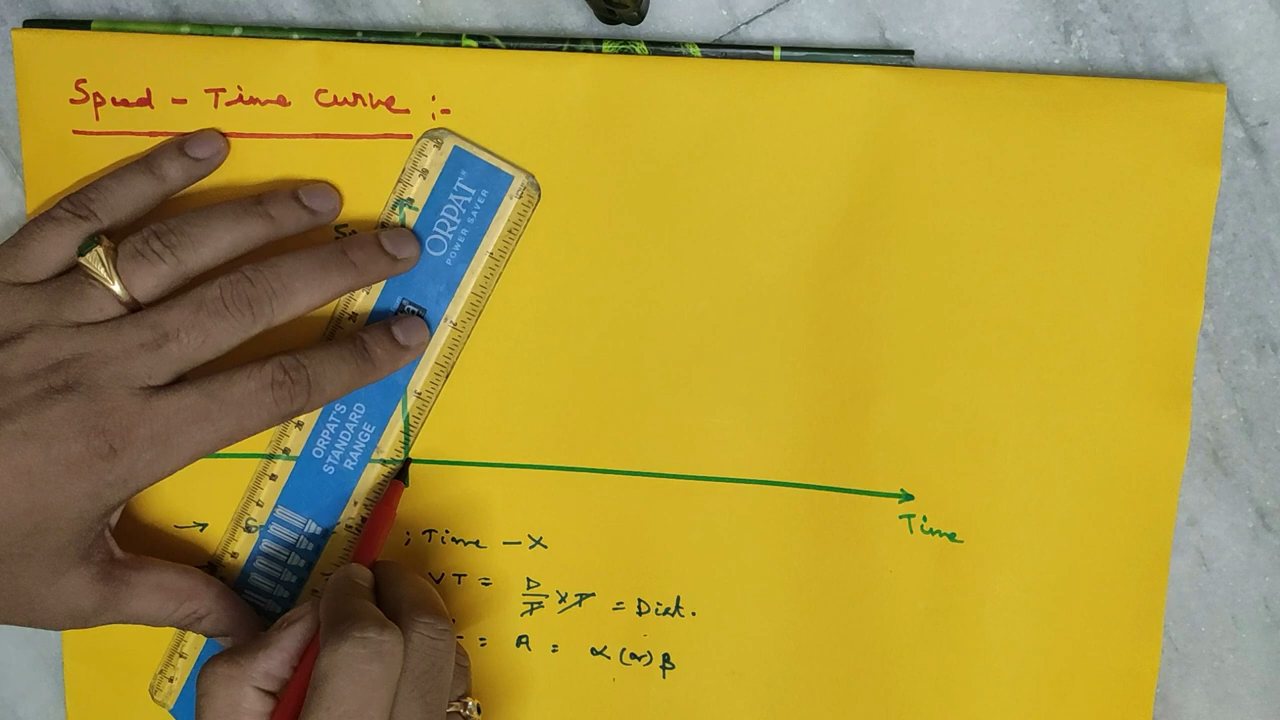 Speed - Time Curve :-
ORPAT
POWER SAVER
ORPAT'S
STANDARD
RANGE
Time
; Time - X
VT = D/T × T = Dist.
= A = α (or) β